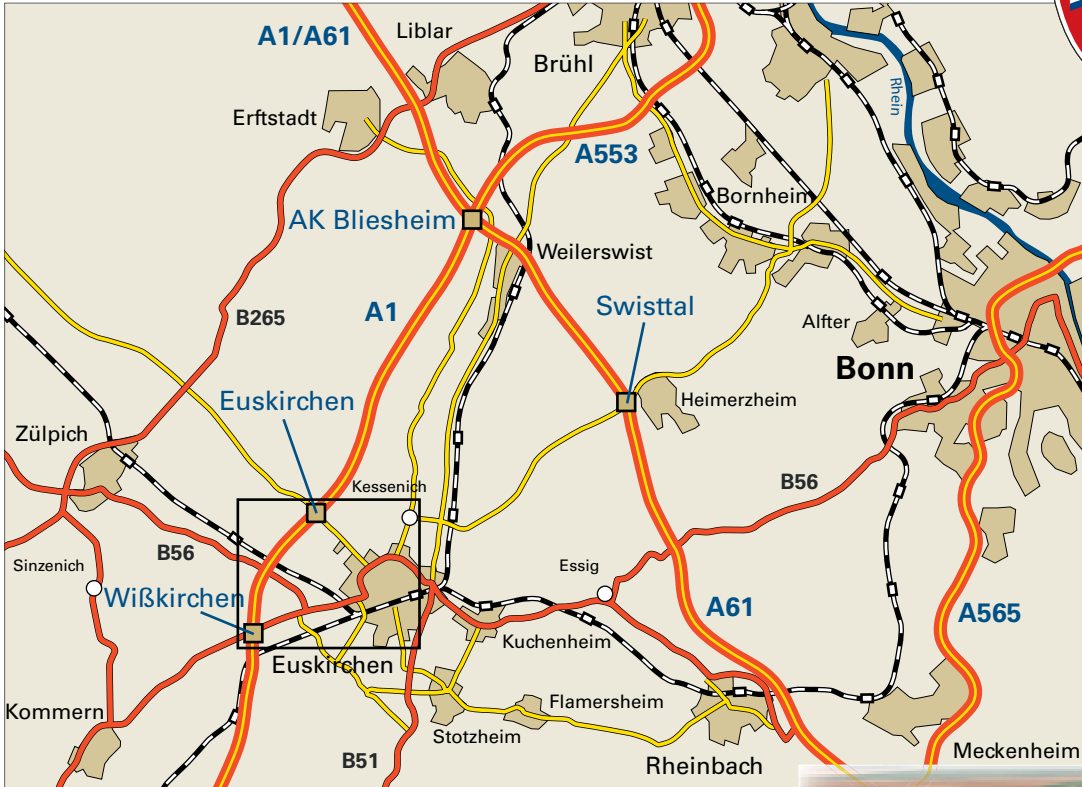 A1/A61
Liblar
Brühl
Rhein
Erftstadt
A553
Bornheim
AK Bliesheim
Weilerswist
B265
A1
Swisttal
Alfter
Bonn
Euskirchen
Heimerzheim
Zülpich
Kessenich
B56
B56
Sinzenich
Essig
Wißkirchen
A61
A565
Kuchenheim
Euskirchen
Flamersheim
Kommern
Stotzheim
B51
Rheinbach
Meckenheim